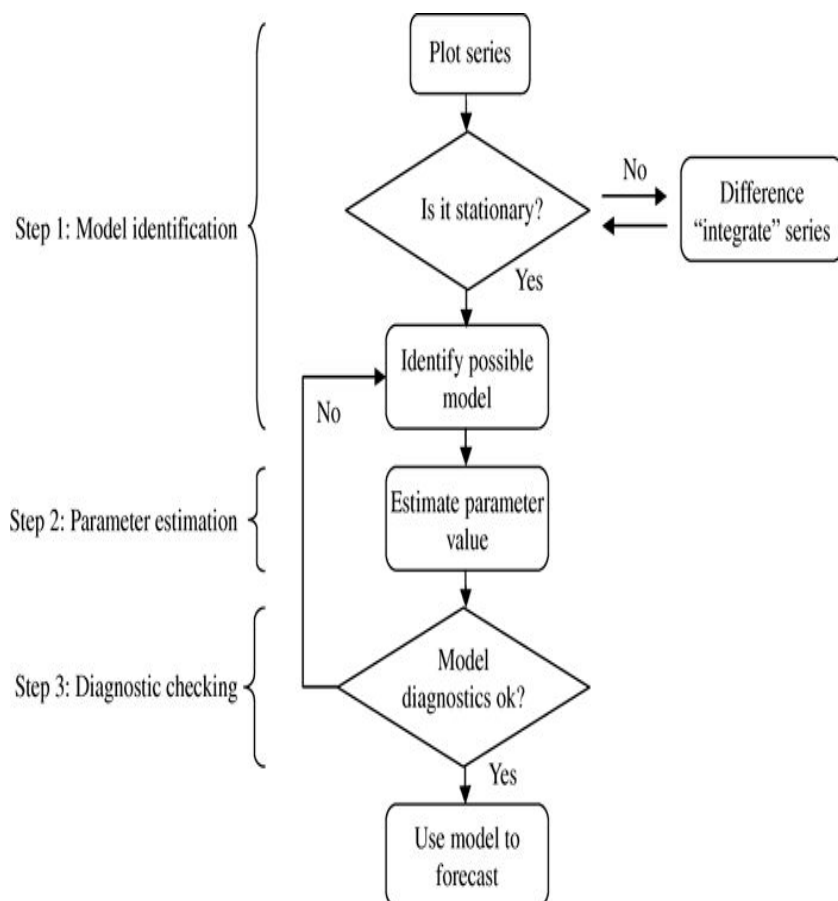 Plot series
Is it stationary?
No
Difference
“integrate” series
Step 1: Model identification
Yes
Identify possible
model
No
Step 2: Parameter estimation
Estimate parameter
value
Step 3: Diagnostic checking
Model
diagnostics ok?
Yes
Use model to
forecast